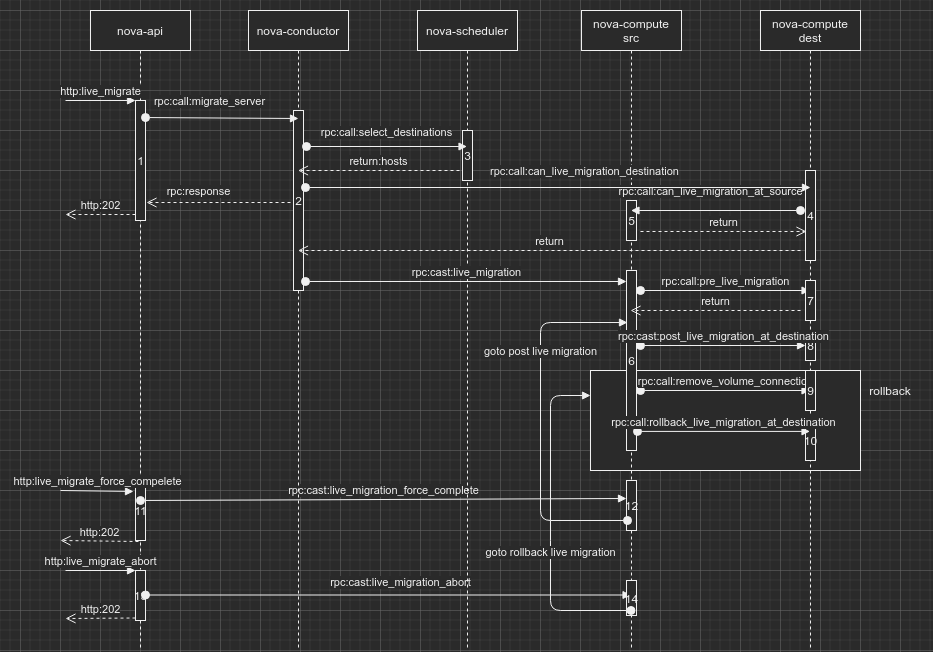 nova-api
nova-conductor
nova-scheduler
nova-compute
src
nova-compute
dest
http:live_migrate
rpc:call:migrate_server
rpc:call:select_destinations
1
3
return:hosts
rpc:call:can_live_migration_destination
rpc:response
rpc:call:can_live_migration_at_source
2
http:202
5
return
4
return
rpc:cast:live_migration
rpc:call:pre_live_migration
return
7
rpc:cast:post_live_migration_at_destination
goto post live migration
6
8
rpc:call:remove_volume_connectio
9
rollback
rpc:call:rollback_live_migration_at_destination
10
http:live_migrate_force_compelete
rpc:cast:live_migration_force_complete
11
12
http:202
goto rollback live migration
http:live_migrate_abort
rpc:cast:live_migration_abort
14
http:202